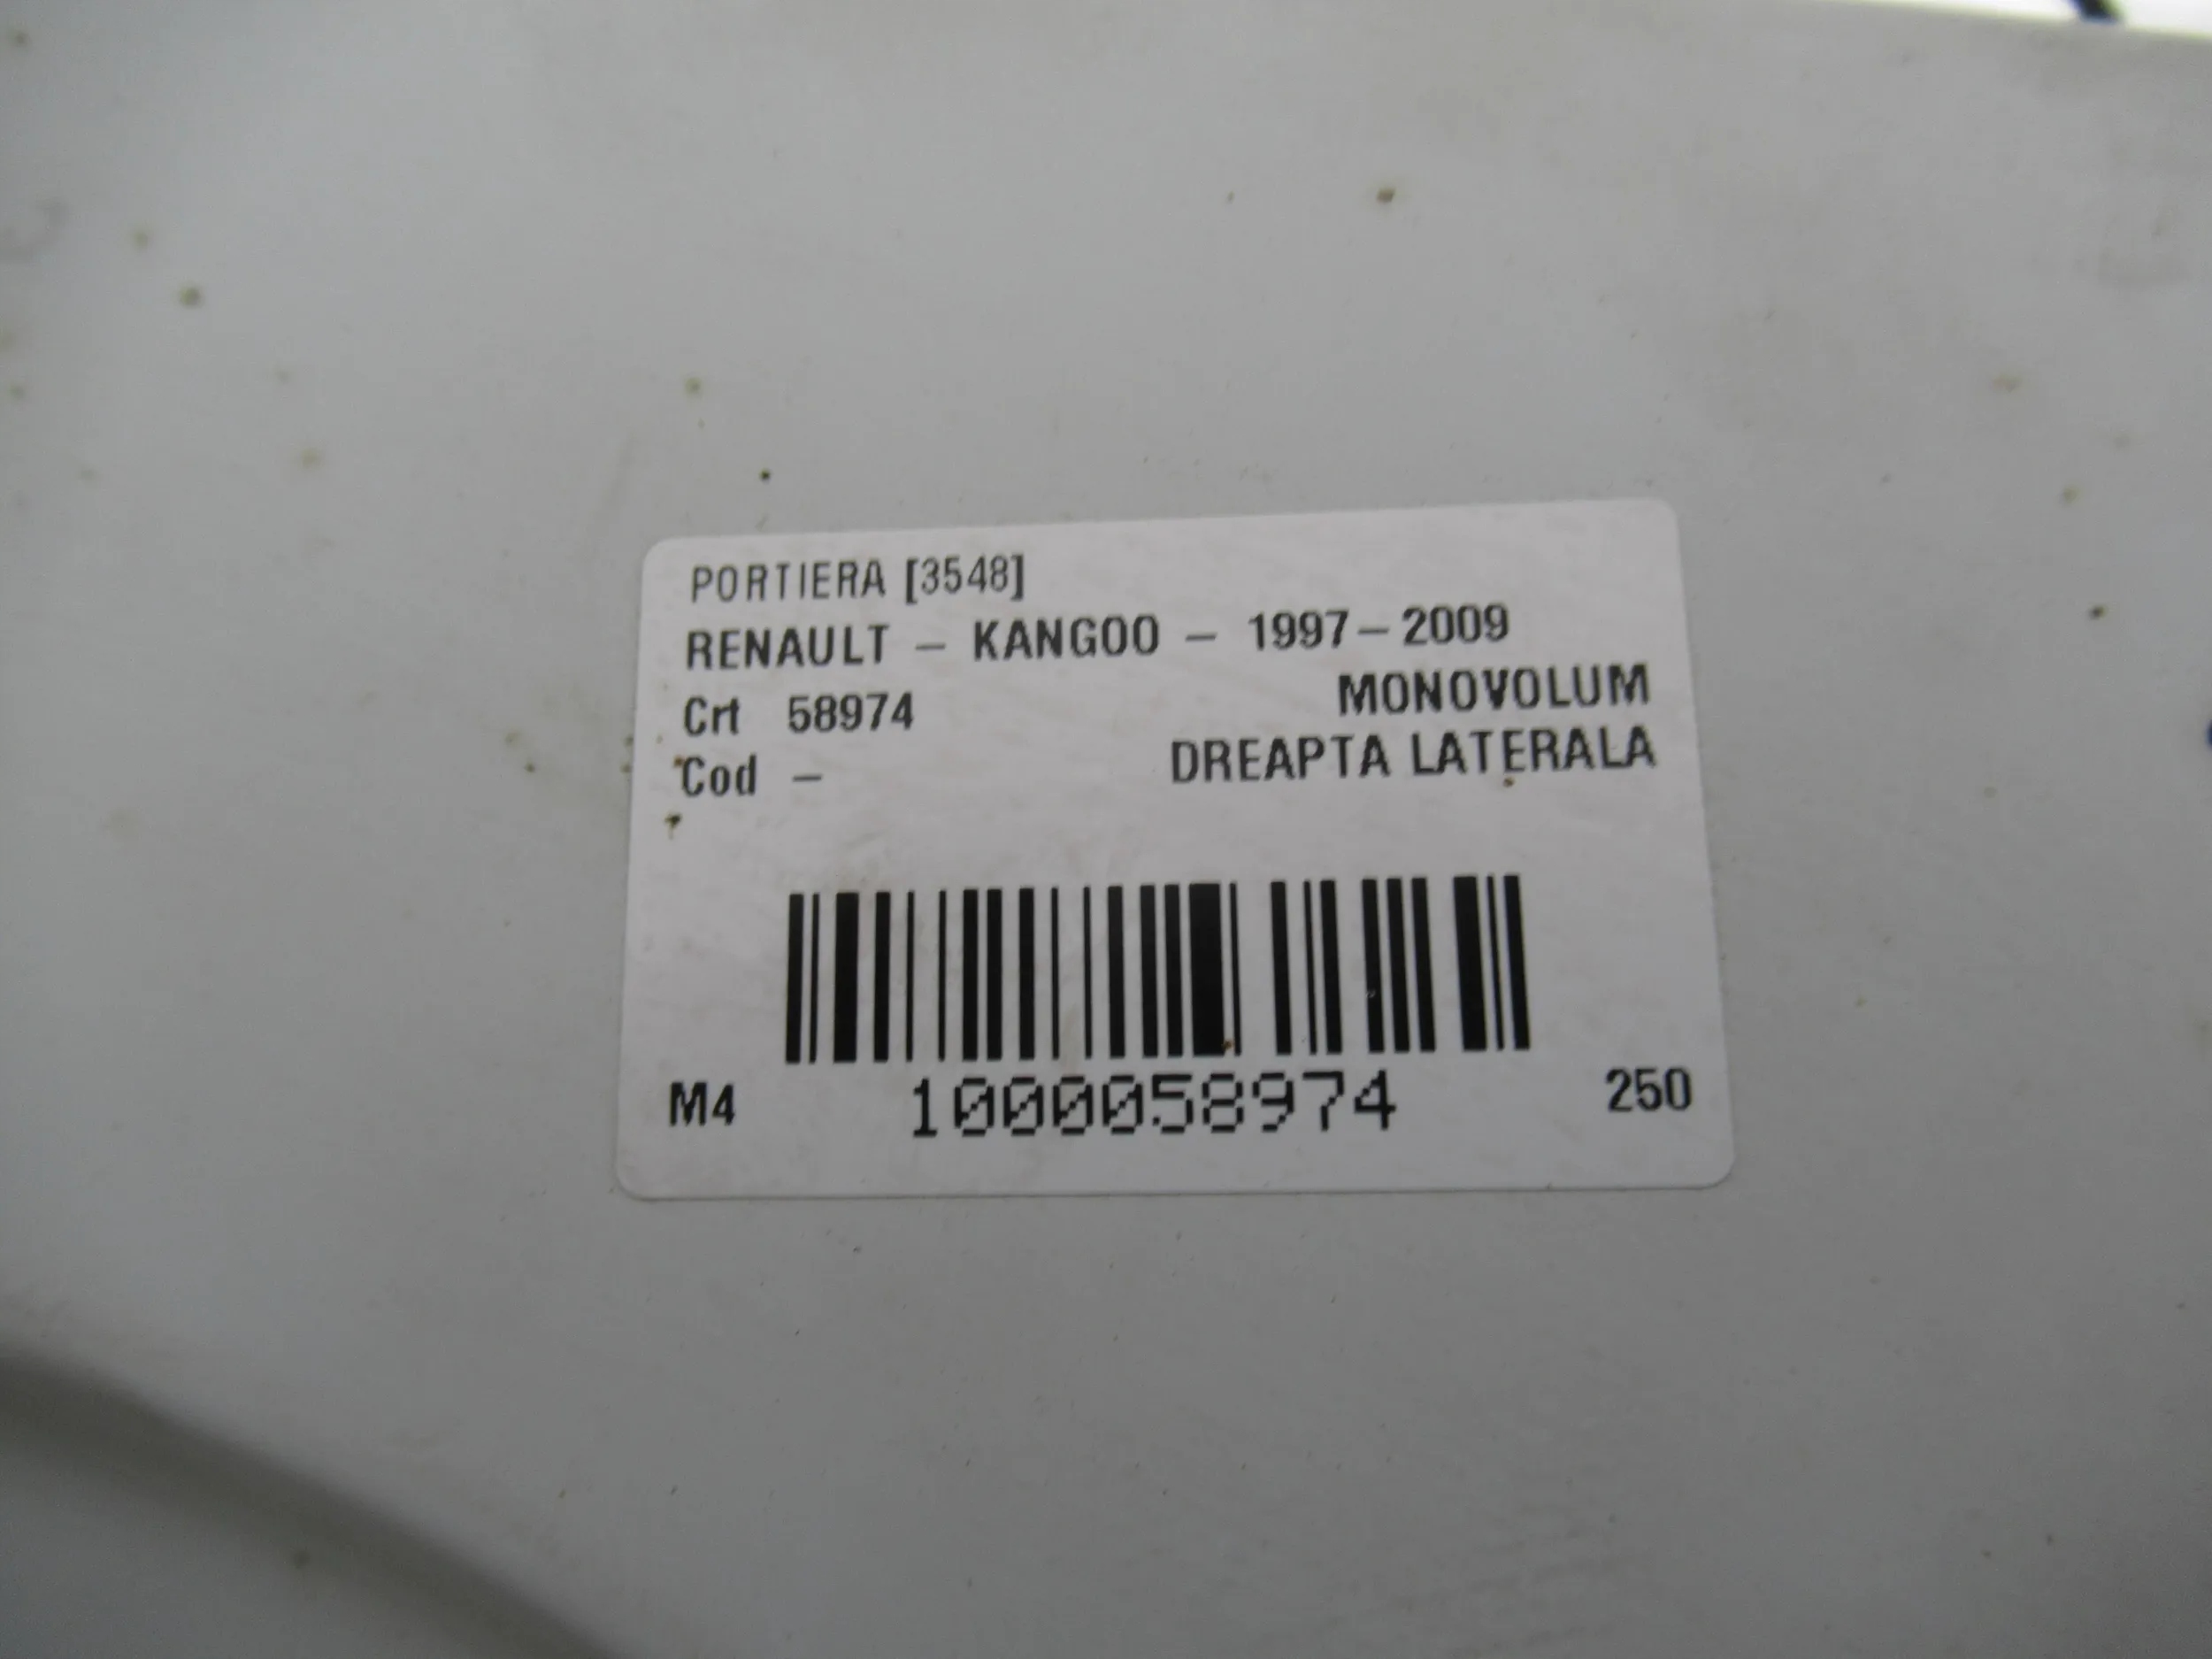 PORTIERA [3548]
RENAULT - KANGOO - 1997-2009
MONOVOLUM
Crt 58974
DREAPTA LATERALA
Cod -
M4 1000058974 250